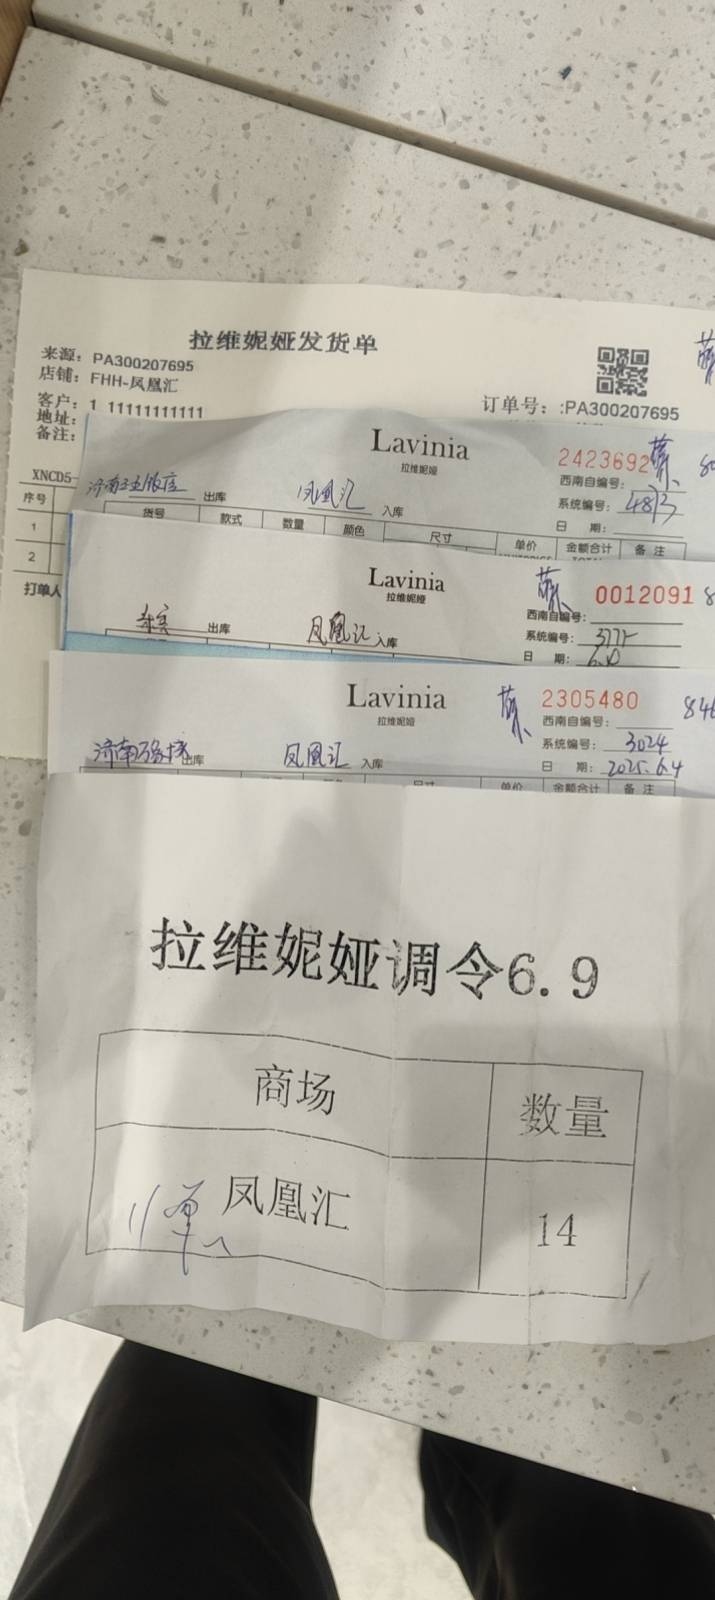 拉维妮娅发货单
来源：PA300207695
店铺：FHH-凤凰汇
客户：1 11111111111
地址：
备注：
订单号：:PA300207695
XNCD5
序号
1
2
打单人
Lavinia
拉维妮娅
2423692
西南自编号：
系统编号：4813
日 期：
出库 凤凰汇 入库
货号 款式 数量 颜色 尺寸 单价 金额合计 备 注
Lavinia
拉维妮娅
0012091
西南自编号：
系统编号：
日 期：
出库 凤凰汇 入库
Lavinia
拉维妮娅
2305480
西南自编号：
系统编号：3024
日 期：2025.6.4
济南 出库 凤凰汇 入库
尺寸 单价 金额合计 备 注
拉维妮娅调令6.9
商场 数量
凤凰汇 14